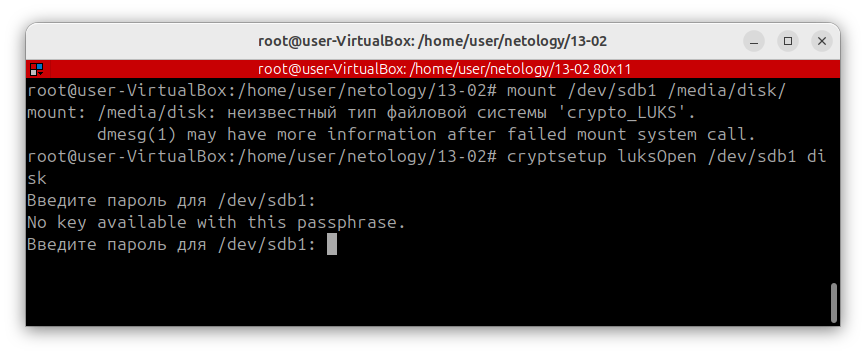 root@user-VirtualBox: /home/user/netology/13-02
root@user-VirtualBox: /home/user/netology/13-02 80x11
root@user-VirtualBox:/home/user/netology/13-02# mount /dev/sdb1 /media/disk/
mount: /media/disk: неизвестный тип файловой системы 'crypto_LUKS'.
       dmesg(1) may have more information after failed mount system call.
root@user-VirtualBox:/home/user/netology/13-02# cryptsetup luksOpen /dev/sdb1 di
sk
Введите пароль для /dev/sdb1:
No key available with this passphrase.
Введите пароль для /dev/sdb1: